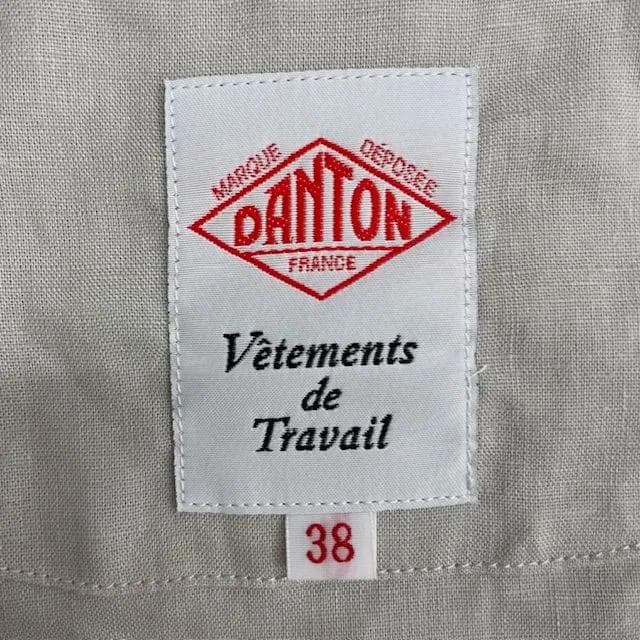 MARQUE DÉPOSÉE
DANTON
FRANCE
Vêtements
de
Travail
38